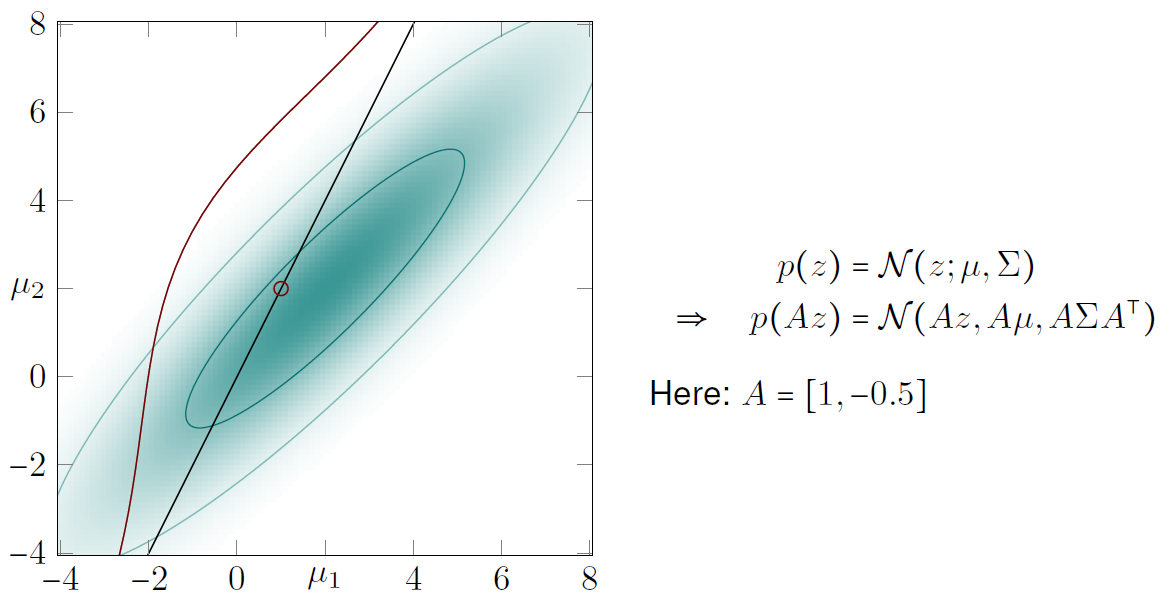 8
6
4
μ₂
2
0
−2
−4
−4 −2 0 μ₁ 2 4 6 8
p(z) = 𝒩(z; μ, Σ)
⇒ p(Az) = 𝒩(Az, Aμ, AΣA⊤)
Here: A = [1, −0.5]